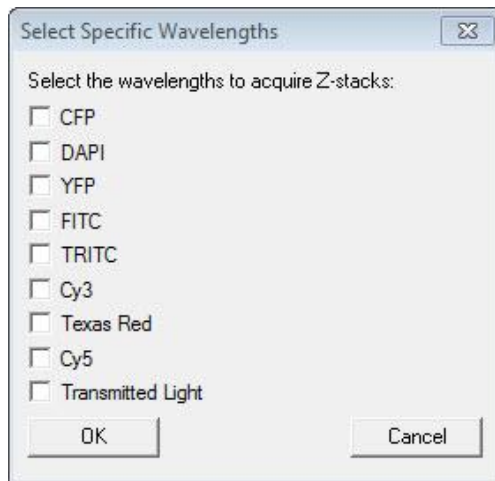 Select Specific Wavelengths
Select the wavelengths to acquire Z-stacks:
CFP
DAPI
YFP
FITC
TRITC
Cy3
Texas Red
Cy5
Transmitted Light
OK Cancel